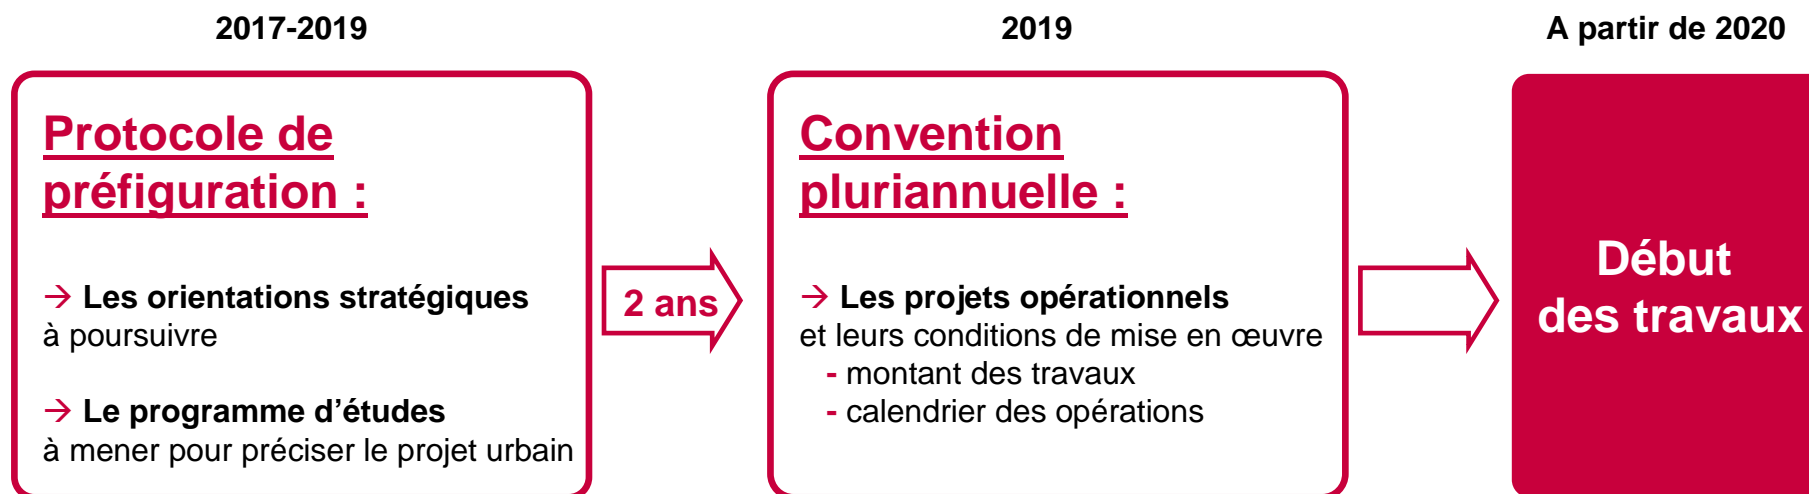 2017-2019
Protocole de
préfiguration :
→ Les orientations stratégiques
à poursuivre
→ Le programme d’études
à mener pour préciser le projet urbain
2 ans
2019
Convention
pluriannuelle :
→ Les projets opérationnels
et leurs conditions de mise en œuvre
- montant des travaux
- calendrier des opérations
A partir de 2020
Début
des travaux